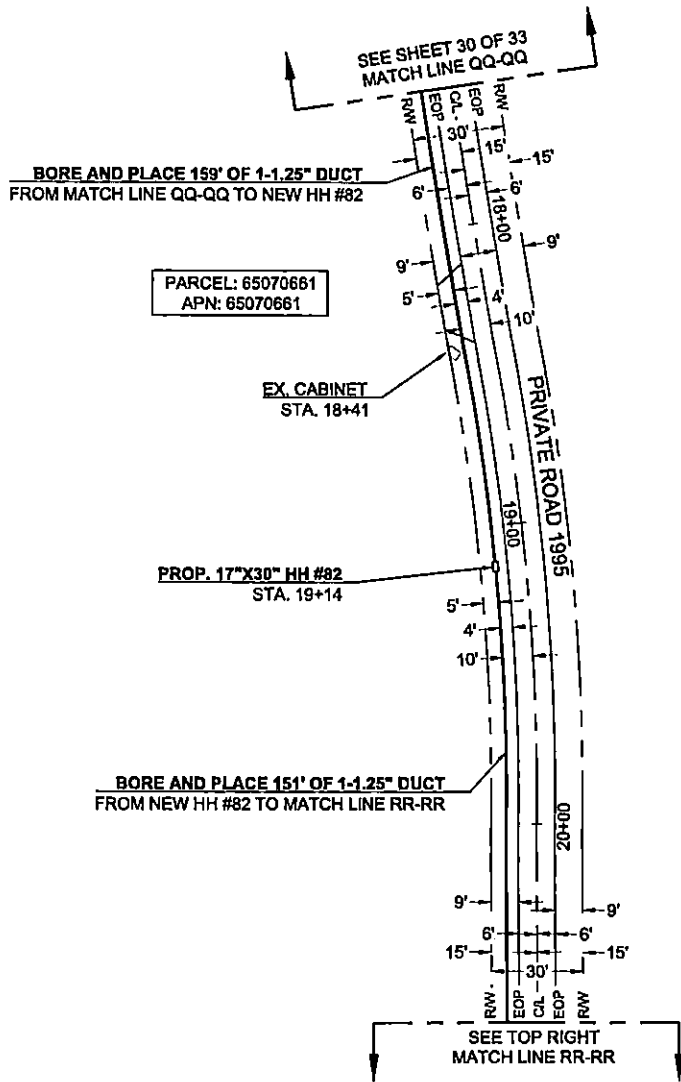 SEE SHEET 30 OF 33
MATCH LINE QQ-QQ
R/W
EOP
C/L
EOP
R/W
30'
15'
15'
BORE AND PLACE 159' OF 1-1.25" DUCT
FROM MATCH LINE QQ-QQ TO NEW HH #82
6'
6'
18+00
9'
9'
PARCEL: 65070661
APN: 65070661
5'
4'
10'
EX. CABINET
STA. 18+41
PRIVATE ROAD 1995
19+00
PROP. 17"X30" HH #82
STA. 19+14
5'
4'
10'
BORE AND PLACE 151' OF 1-1.25" DUCT
FROM NEW HH #82 TO MATCH LINE RR-RR
20+00
9'
9'
6'
6'
15'
15'
30'
R/W
EOP
C/L
EOP
R/W
SEE TOP RIGHT
MATCH LINE RR-RR